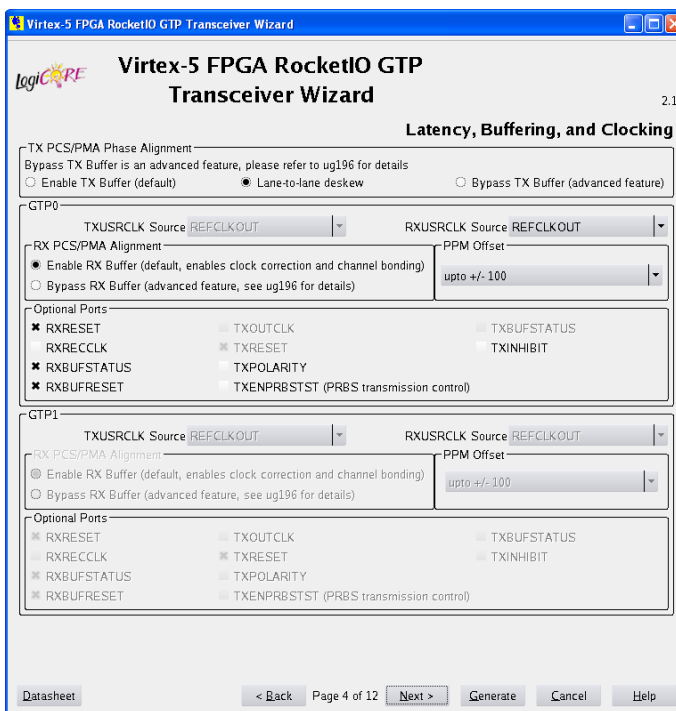 Virtex-5 FPGA RocketIO GTP Transceiver Wizard
LogiCORE
Virtex-5 FPGA RocketIO GTP
Transceiver Wizard
2.1
Latency, Buffering, and Clocking
TX PCS/PMA Phase Alignment
Bypass TX Buffer is an advanced feature, please refer to ug196 for details
Enable TX Buffer (default) Lane-to-lane deskew Bypass TX Buffer (advanced feature)
GTP0
TXUSRCLK Source REFCLKOUT RXUSRCLK Source REFCLKOUT
RX PCS/PMA Alignment PPM Offset
Enable RX Buffer (default, enables clock correction and channel bonding)
upto +/- 100
Bypass RX Buffer (advanced feature, see ug196 for details)
Optional Ports
RXRESET TXOUTCLK TXBUFSTATUS
RXRECCLK TXRESET TXINHIBIT
RXBUFSTATUS TXPOLARITY
RXBUFRESET TXENPRBSTST (PRBS transmission control)
GTP1
TXUSRCLK Source REFCLKOUT RXUSRCLK Source REFCLKOUT
RX PCS/PMA Alignment PPM Offset
Enable RX Buffer (default, enables clock correction and channel bonding)
upto +/- 100
Bypass RX Buffer (advanced feature, see ug196 for details)
Optional Ports
RXRESET TXOUTCLK TXBUFSTATUS
RXRECCLK TXRESET TXINHIBIT
RXBUFSTATUS TXPOLARITY
RXBUFRESET TXENPRBSTST (PRBS transmission control)
Datasheet < Back Page 4 of 12 Next > Generate Cancel Help